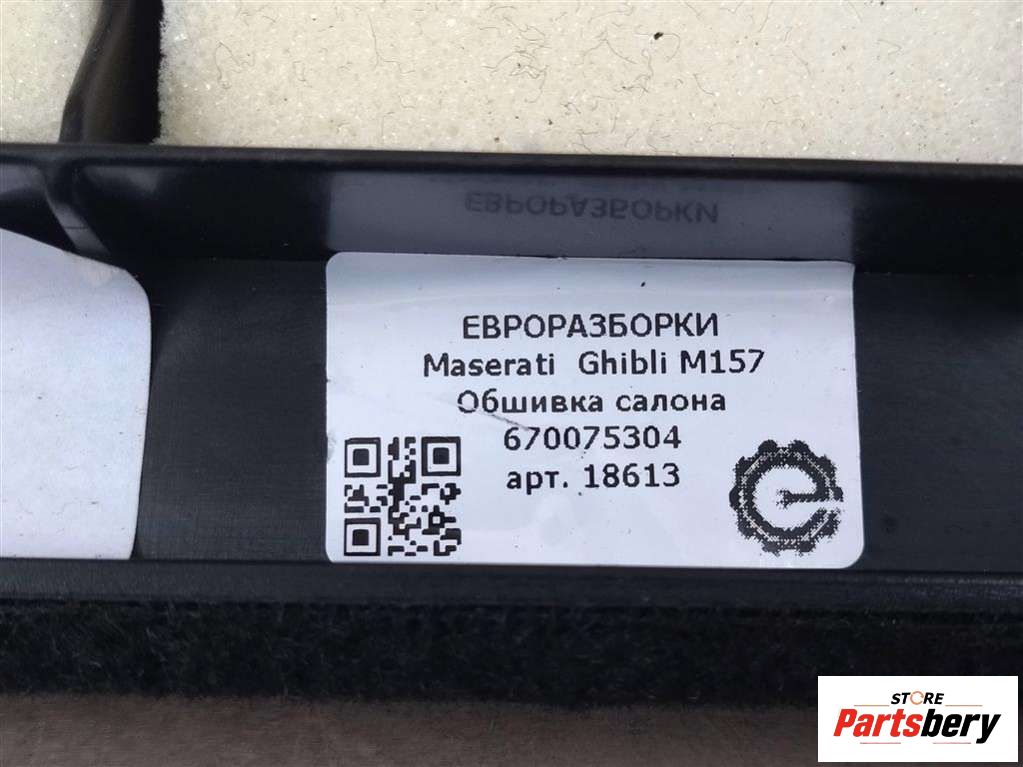 ЕВРОРАЗБОРКИ
ЕВРОРАЗБОРКИ
Maserati Ghibli M157
Обшивка салона
670075304
арт. 18613
STORE
Partsbery